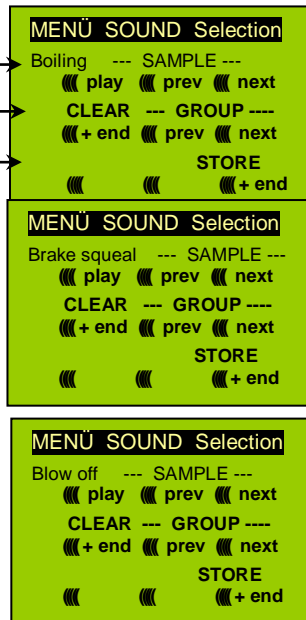 MENÜ SOUND Selection
Boiling --- SAMPLE ---
(((( play (((( prev (((( next
CLEAR --- GROUP ----
((((+ end (((( prev (((( next
STORE
(((( (((( ((((+ end
MENÜ SOUND Selection
Brake squeal --- SAMPLE ---
(((( play (((( prev (((( next
CLEAR --- GROUP ----
((((+ end (((( prev (((( next
STORE
(((( (((( ((((+ end
MENÜ SOUND Selection
Blow off --- SAMPLE ---
(((( play (((( prev (((( next
CLEAR --- GROUP ----
((((+ end (((( prev (((( next
STORE
(((( (((( ((((+ end